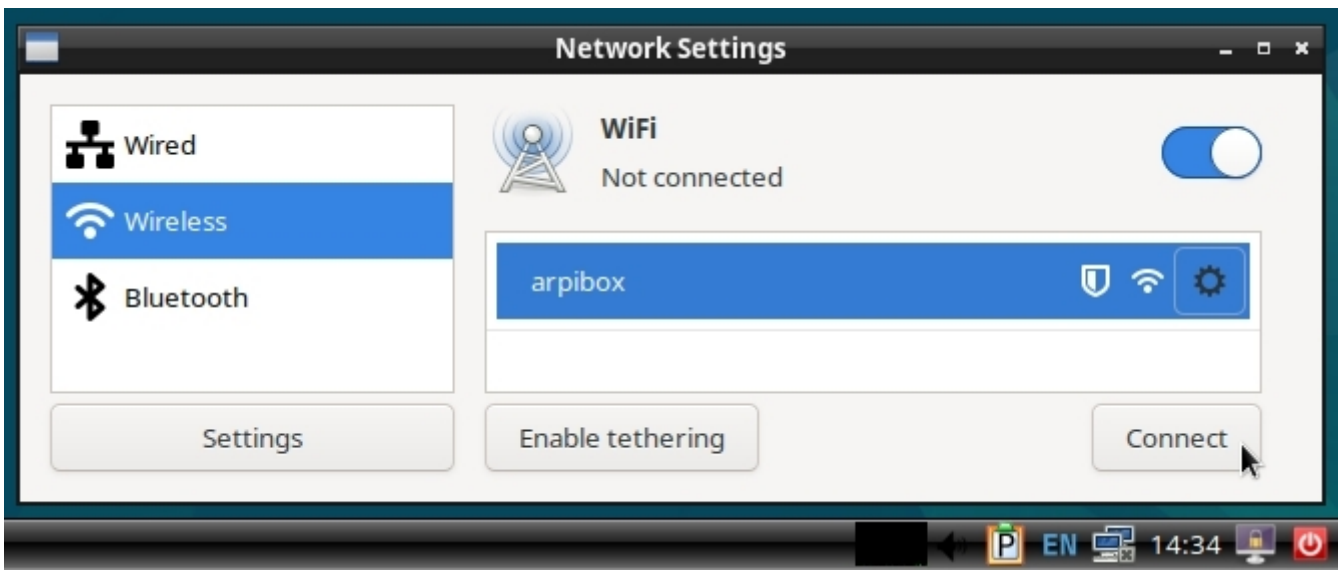 Network Settings
Wired
Wireless
Bluetooth
Settings
WiFi
Not connected
arpibox
Enable tethering
Connect
P
EN
14:34